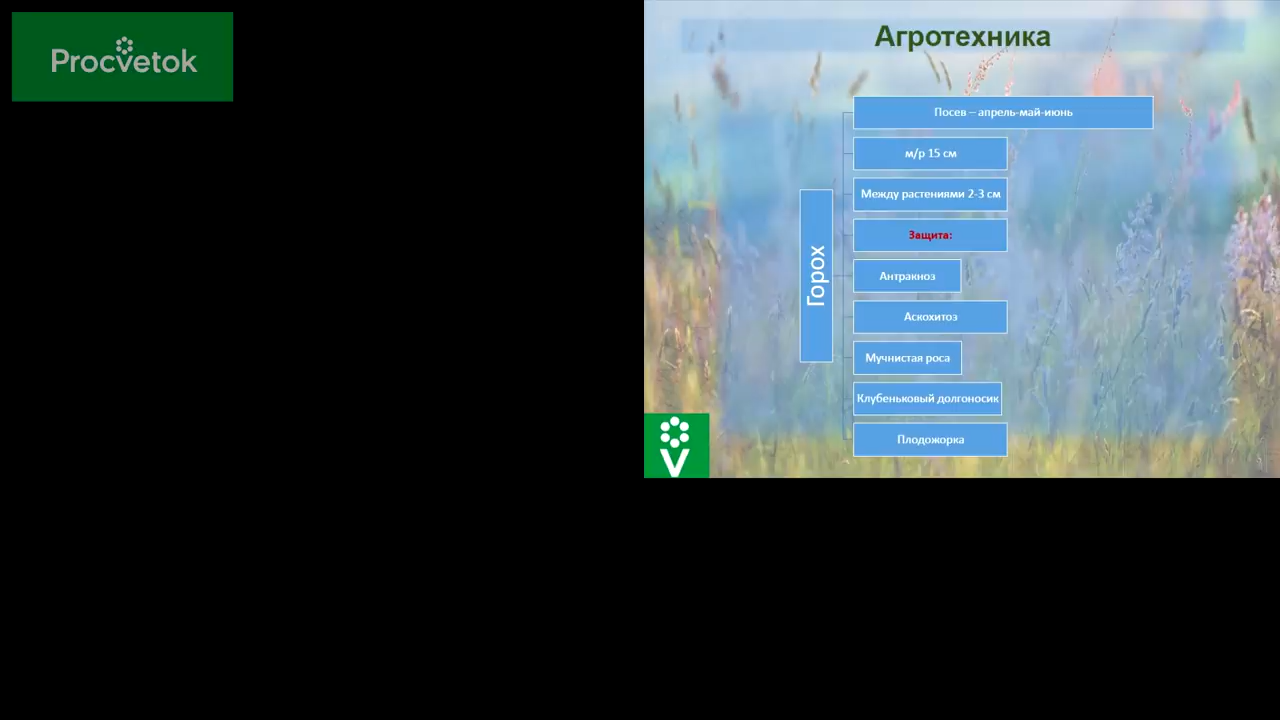 Procvetok
Агротехника
Горох
Посев – апрель-май-июнь
м/р 15 см
Между растениями 2-3 см
Защита:
Антракноз
Аскохитоз
Мучнистая роса
Клубеньковый долгоносик
Плодожорка